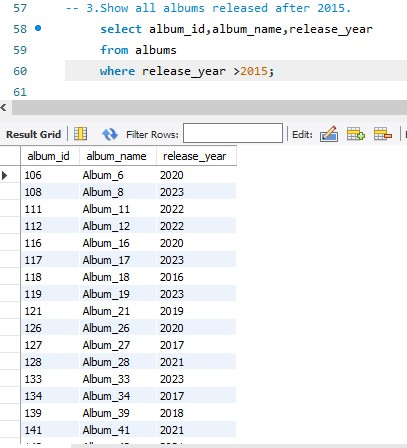 57 -- 3.Show all albums released after 2015.
58 select album_id,album_name,release_year
59 from albums
60 where release_year >2015;
61
Result Grid Filter Rows: Edit:
album_id album_name release_year
106 Album_6 2020
108 Album_8 2023
111 Album_11 2022
112 Album_12 2022
116 Album_16 2020
117 Album_17 2023
118 Album_18 2016
119 Album_19 2023
121 Album_21 2019
126 Album_26 2020
127 Album_27 2017
128 Album_28 2021
133 Album_33 2023
134 Album_34 2017
139 Album_39 2018
141 Album_41 2021